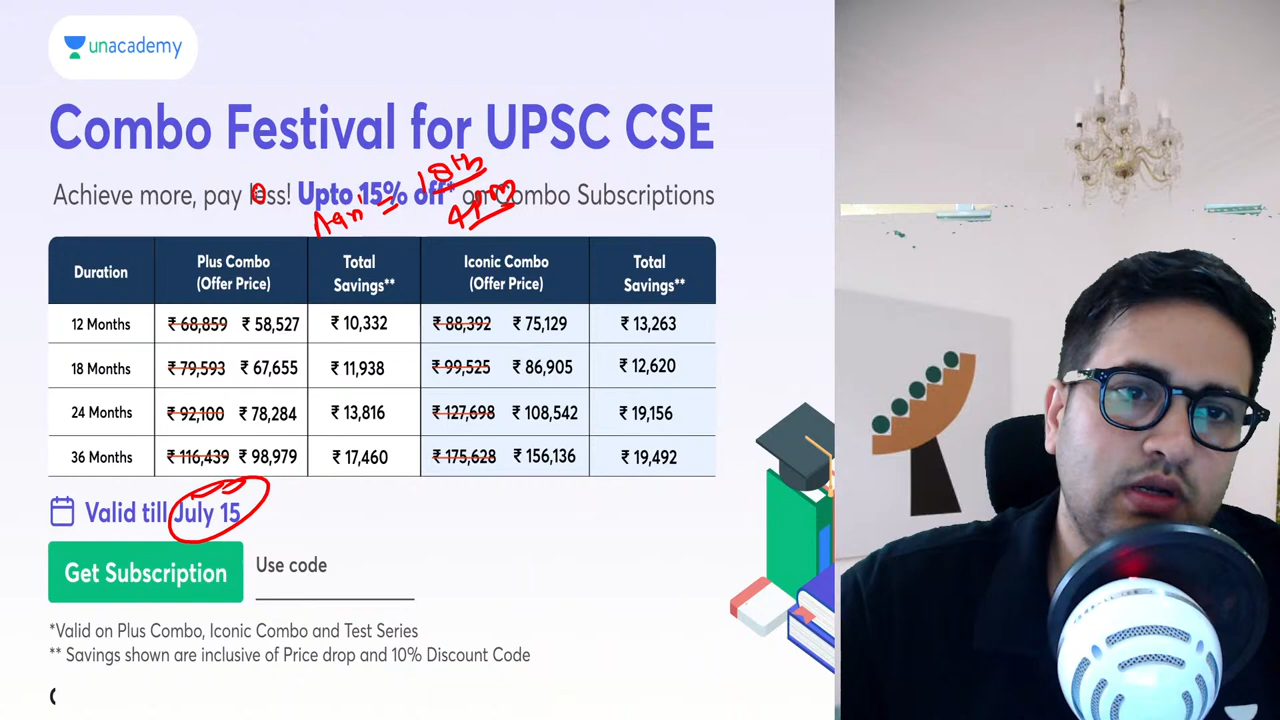 unacademy
Combo Festival for UPSC CSE
Achieve more, pay less! Upto 15% off* on Combo Subscriptions
18th
4PM
Duration Plus Combo (Offer Price) Total Savings** Iconic Combo (Offer Price) Total Savings**
12 Months ₹ 68,859 ₹ 58,527 ₹ 10,332 ₹ 88,392 ₹ 75,129 ₹ 13,263
18 Months ₹ 79,593 ₹ 67,655 ₹ 11,938 ₹ 99,525 ₹ 86,905 ₹ 12,620
24 Months ₹ 92,100 ₹ 78,284 ₹ 13,816 ₹ 127,698 ₹ 108,542 ₹ 19,156
36 Months ₹ 116,439 ₹ 98,979 ₹ 17,460 ₹ 175,628 ₹ 156,136 ₹ 19,492
Valid till July 15
Get Subscription Use code
*Valid on Plus Combo, Iconic Combo and Test Series
** Savings shown are inclusive of Price drop and 10% Discount Code